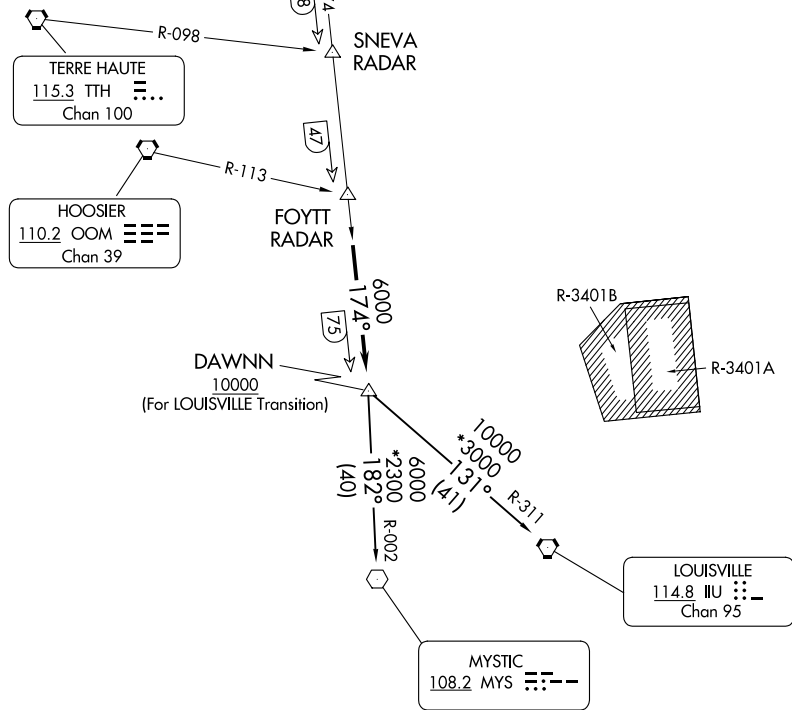 R-098
SNEVA
RADAR
TERRE HAUTE
115.3 TTH
Chan 100
47
R-113
HOOSIER
110.2 OOM
Chan 39
FOYTT
RADAR
6000
174°
75
R-3401B
R-3401A
DAWNN
10000
(For LOUISVILLE Transition)
10000
*3000
131°
(41)
R-311
6000
*2300
182°
(40)
R-002
LOUISVILLE
114.8 IIU
Chan 95
MYSTIC
108.2 MYS